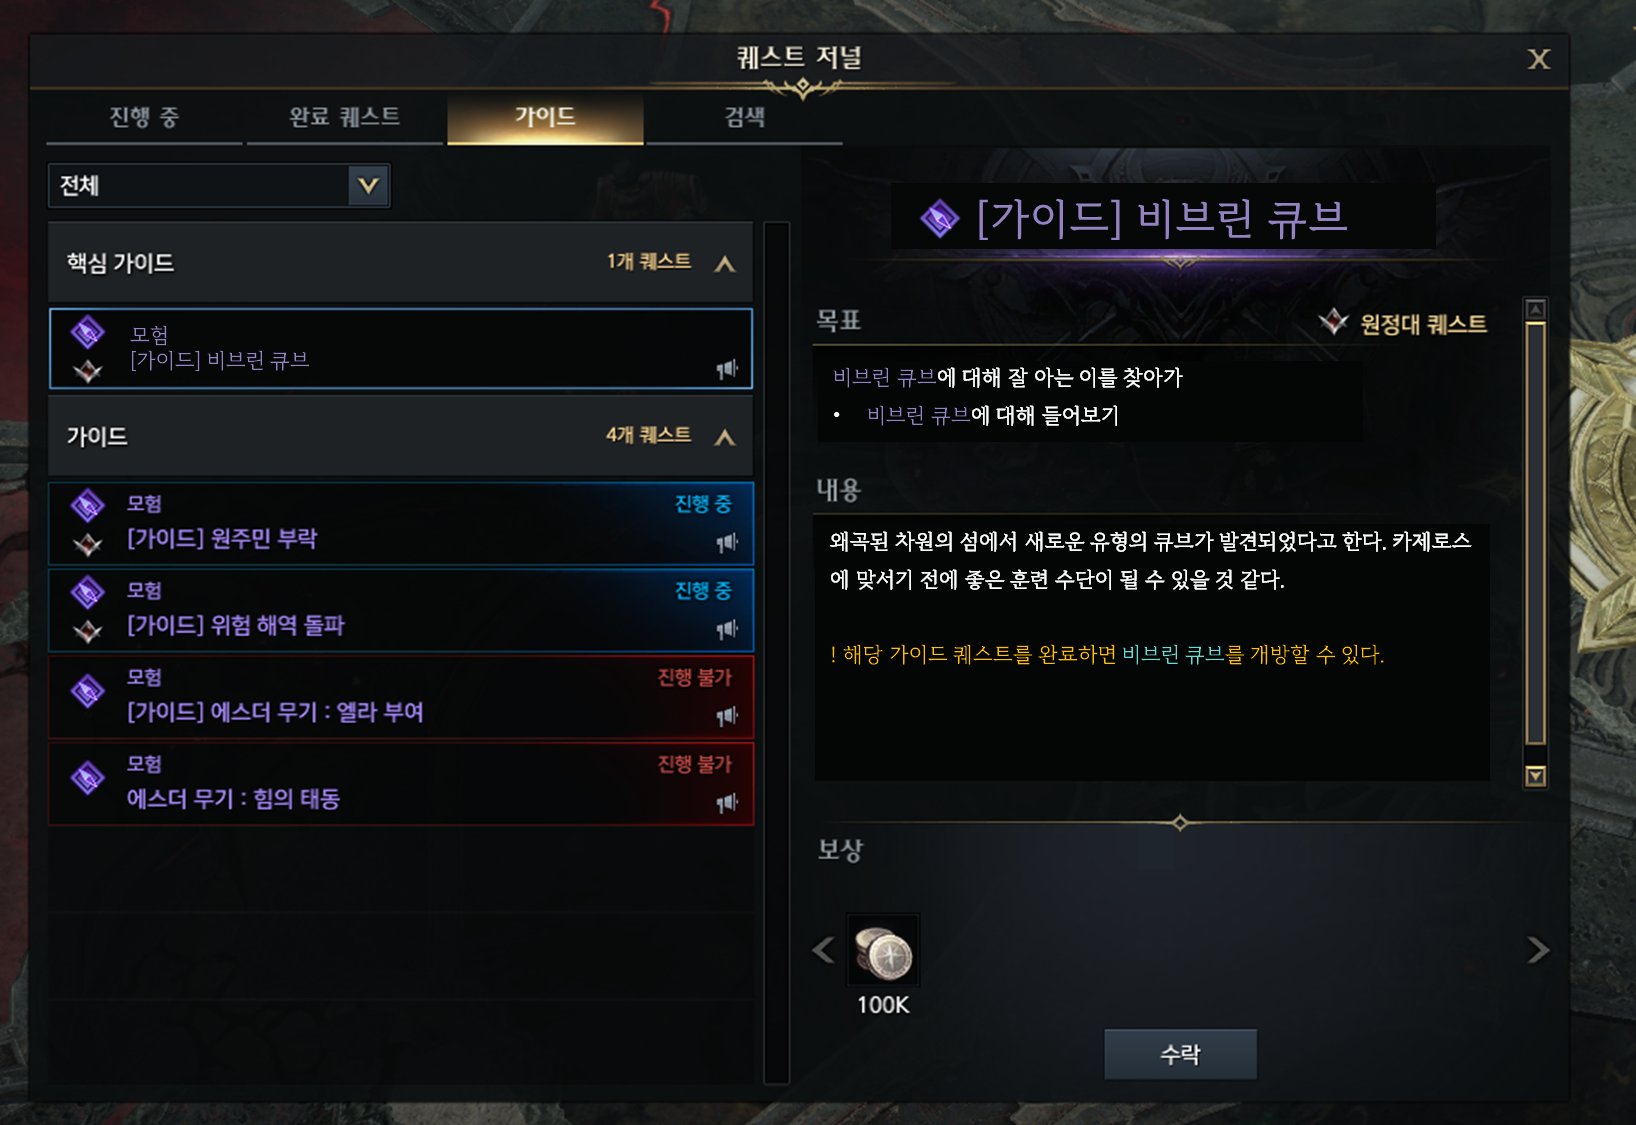 퀘스트 저널
X
진행 중
완료 퀘스트
가이드
검색
전체
핵심 가이드
1개 퀘스트
모험
[가이드] 비브린 큐브
가이드
4개 퀘스트
모험
진행 중
[가이드] 원주민 부락
모험
진행 중
[가이드] 위험 해역 돌파
모험
진행 불가
[가이드] 에스더 무기 : 엘라 부여
모험
진행 불가
에스더 무기 : 힘의 태동
[가이드] 비브린 큐브
목표
원정대 퀘스트
비브린 큐브에 대해 잘 아는 이를 찾아가
• 비브린 큐브에 대해 들어보기
내용
왜곡된 차원의 섬에서 새로운 유형의 큐브가 발견되었다고 한다. 카제로스
에 맞서기 전에 좋은 훈련 수단이 될 수 있을 것 같다.
! 해당 가이드 퀘스트를 완료하면 비브린 큐브를 개방할 수 있다.
보상
100K
수락